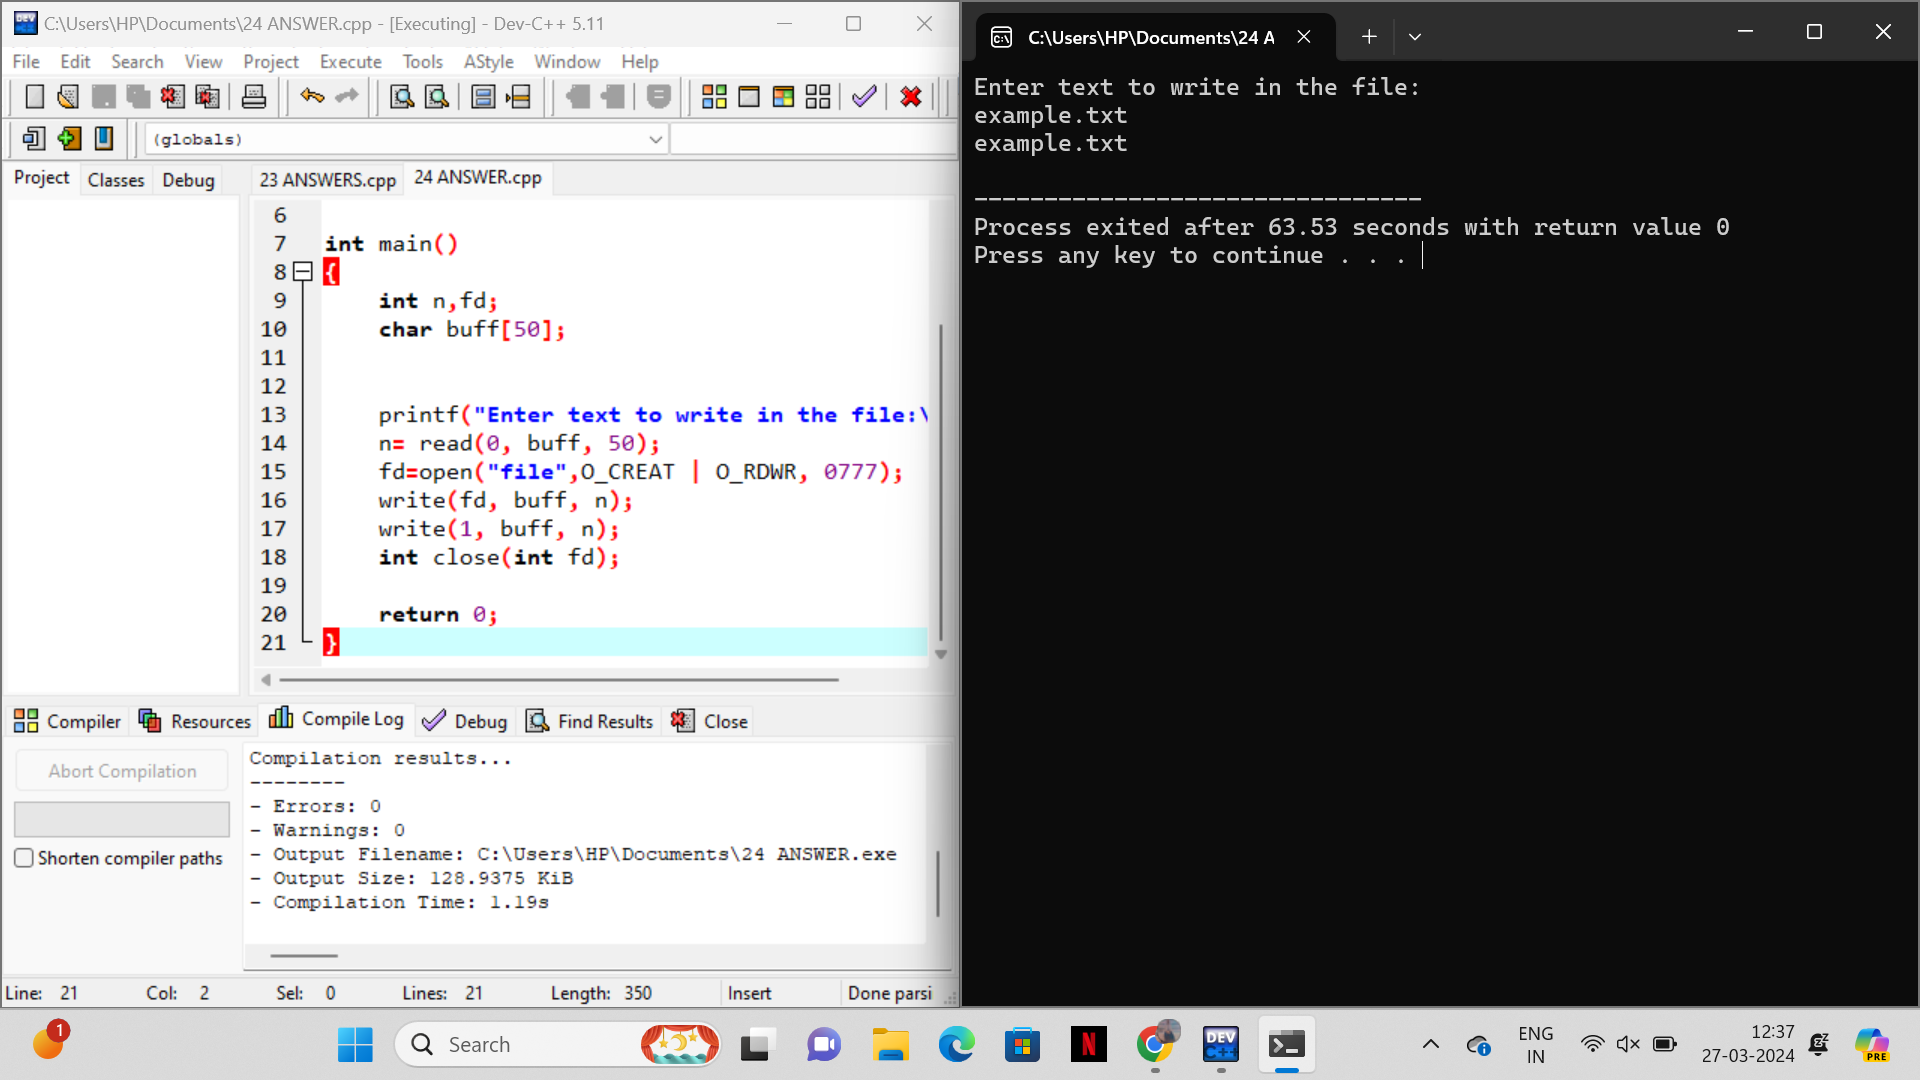 C:\Users\HP\Documents\24 ANSWER.cpp - [Executing] - Dev-C++ 5.11
File Edit Search View Project Execute Tools AStyle Window Help
(globals)
Project Classes Debug
23 ANSWERS.cpp 24 ANSWER.cpp
6
7 int main()
8 {
9 int n,fd;
10 char buff[50];
11
12
13 printf("Enter text to write in the file:\
14 n= read(0, buff, 50);
15 fd=open("file",O_CREAT | O_RDWR, 0777);
16 write(fd, buff, n);
17 write(1, buff, n);
18 int close(int fd);
19
20 return 0;
21 }
Compiler Resources Compile Log Debug Find Results Close
Abort Compilation
Shorten compiler paths
Compilation results...
--------
- Errors: 0
- Warnings: 0
- Output Filename: C:\Users\HP\Documents\24 ANSWER.exe
- Output Size: 128.9375 KiB
- Compilation Time: 1.19s
Line: 21 Col: 2 Sel: 0 Lines: 21 Length: 350 Insert Done parsi
C:\Users\HP\Documents\24 A
Enter text to write in the file:
example.txt
example.txt
--------------------------------
Process exited after 63.53 seconds with return value 0
Press any key to continue . . .
1
Search
N
DEV
C++
ENG
IN
12:37
27-03-2024
PRE